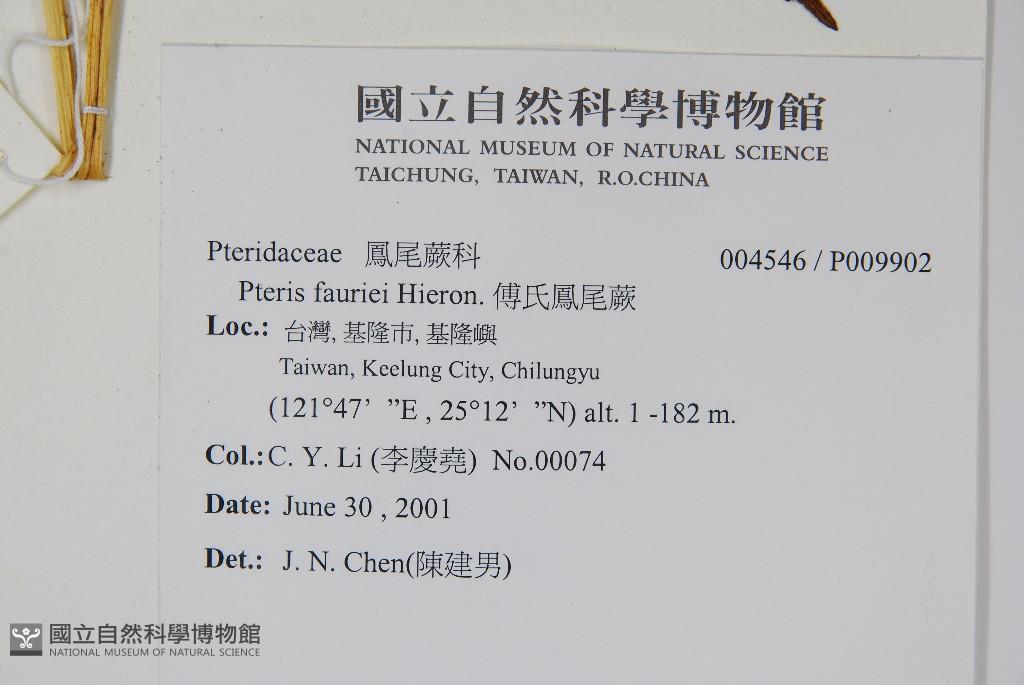 國立自然科學博物館
NATIONAL MUSEUM OF NATURAL SCIENCE
TAICHUNG, TAIWAN, R.O.CHINA
Pteridaceae 鳳尾蕨科 004546 / P009902
Pteris fauriei Hieron. 傅氏鳳尾蕨
Loc.: 台灣, 基隆市, 基隆嶼
Taiwan, Keelung City, Chilungyu
(121°47’ ”E , 25°12’ ”N) alt. 1 -182 m.
Col.: C. Y. Li (李慶堯) No.00074
Date: June 30 , 2001
Det.: J. N. Chen(陳建男)
國立自然科學博物館
NATIONAL MUSEUM OF NATURAL SCIENCE